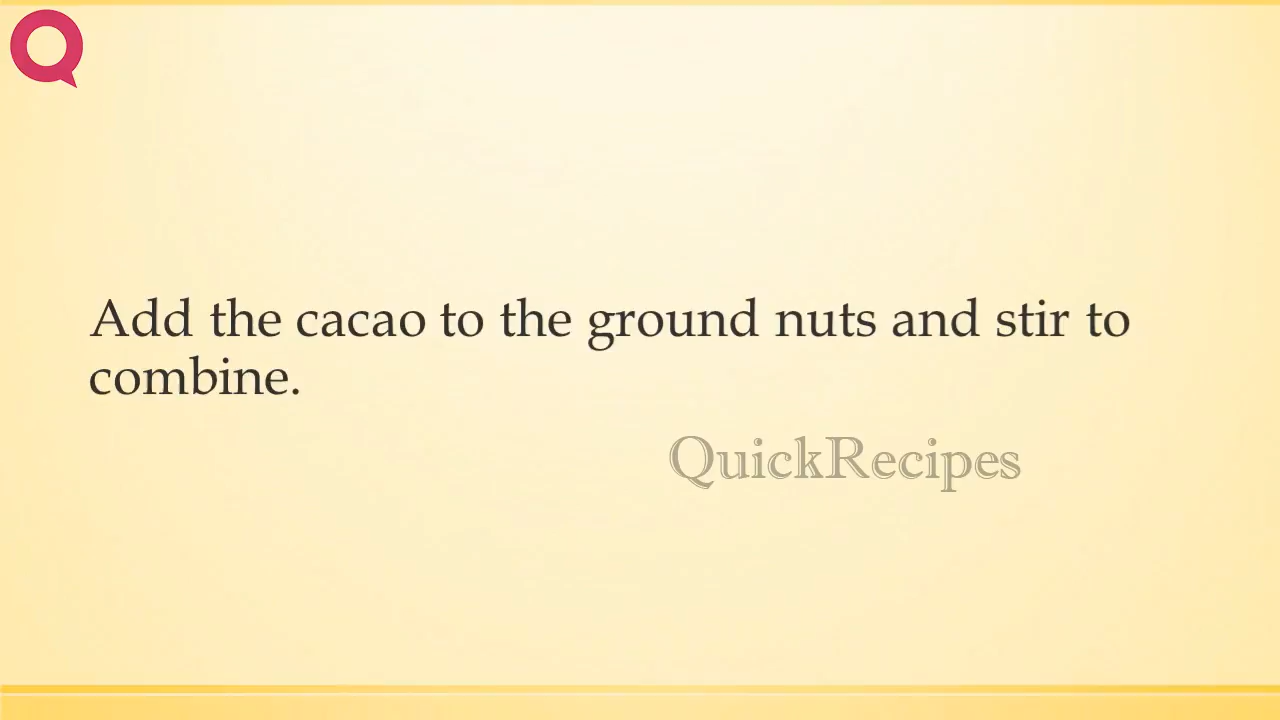 Add the cacao to the ground nuts and stir to
combine.
QuickRecipes